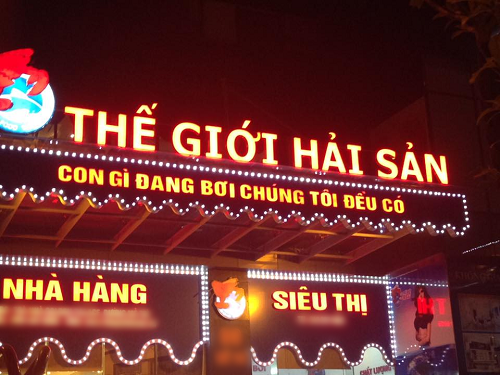 THẾ GIỚI HẢI SẢN
CON GÌ ĐANG BƠI CHÚNG TÔI ĐỀU CÓ
NHÀ HÀNG
SIÊU THỊ